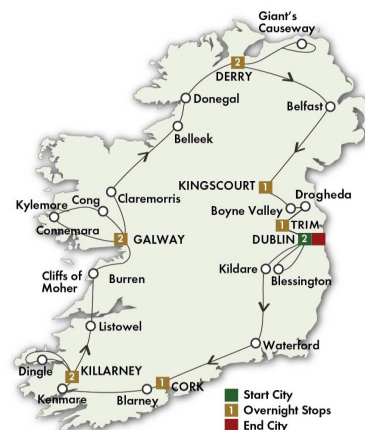 Giant's
Causeway
2
DERRY
Donegal
Belfast
Belleek
KINGSCOURT
1
Drogheda
Claremorris
Boyne Valley
Cong
Kylemore
1
TRIM
Connemara
2
GALWAY
DUBLIN
2
Cliffs of
Moher
Burren
Kildare
Blessington
Listowel
Waterford
Dingle
2
KILLARNEY
1
CORK
Kenmare
Blarney
Start City
1
Overnight Stops
End City